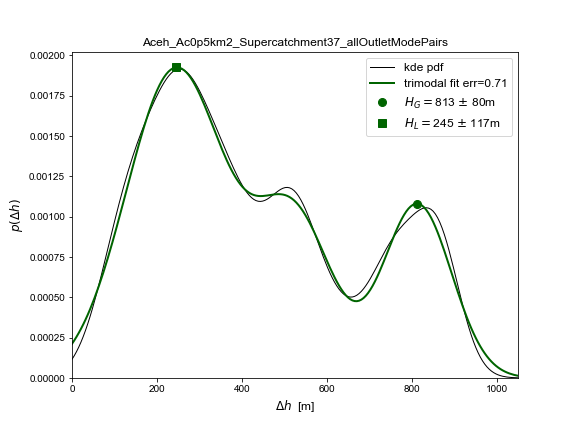 Aceh_Ac0p5km2_Supercatchment37_allOutletModePairs
kde pdf
trimodal fit err=0.71
H_G = 813 ± 80m
H_L = 245 ± 117m
p(Δh)
0.00200
0.00175
0.00150
0.00125
0.00100
0.00075
0.00050
0.00025
0.00000
0 200 400 600 800 1000
Δh [m]